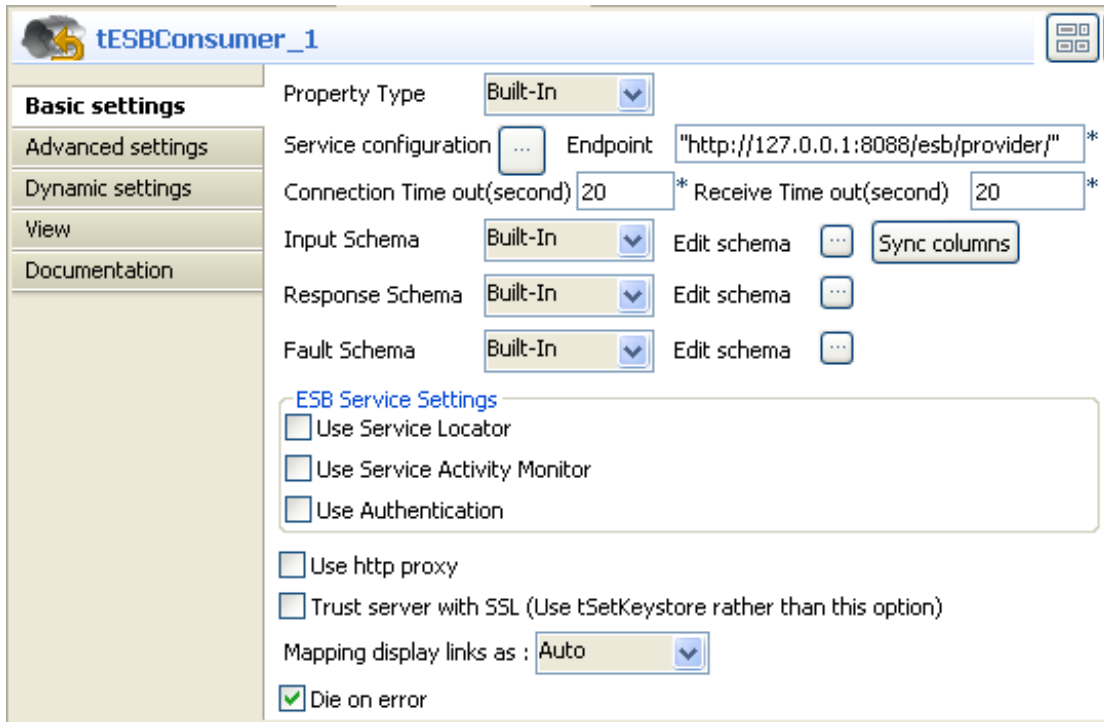 tESBConsumer_1
Basic settings
Advanced settings
Dynamic settings
View
Documentation
Property Type Built-In
Service configuration ... Endpoint "http://127.0.0.1:8088/esb/provider/" *
Connection Time out(second) 20 * Receive Time out(second) 20 *
Input Schema Built-In Edit schema ... Sync columns
Response Schema Built-In Edit schema ...
Fault Schema Built-In Edit schema ...
ESB Service Settings
Use Service Locator
Use Service Activity Monitor
Use Authentication
Use http proxy
Trust server with SSL (Use tSetKeystore rather than this option)
Mapping display links as : Auto
Die on error